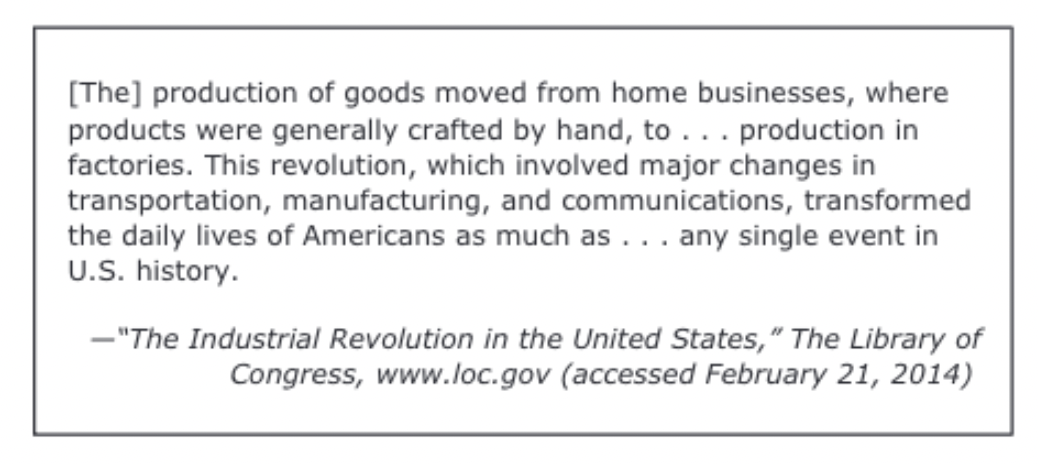 [The] production of goods moved from home businesses, where
products were generally crafted by hand, to . . . production in
factories. This revolution, which involved major changes in
transportation, manufacturing, and communications, transformed
the daily lives of Americans as much as . . . any single event in
U.S. history.
—“The Industrial Revolution in the United States,” The Library of
Congress, www.loc.gov (accessed February 21, 2014)